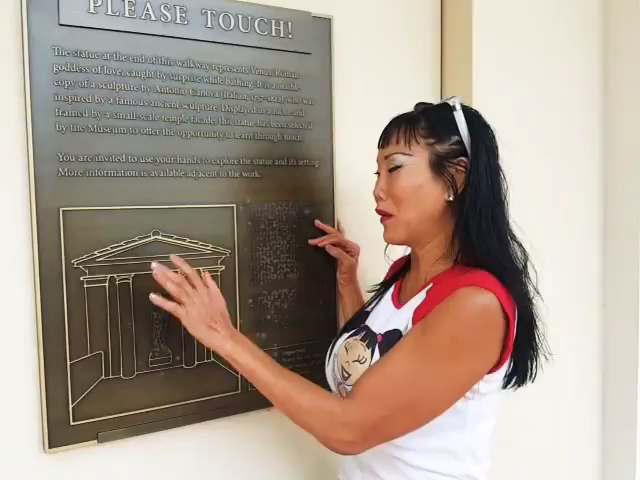 PLEASE TOUCH!
The statue at the end of this walkway represents Venus, Roman
goddess of love, caught by surprise while bathing. It is a marble
copy of a sculpture by Antonio Canova (Italian, 1757-1822), who was
inspired by a famous ancient sculpture. Displayed in a niche and
framed by a small-scale temple facade, this statue has been selected
by the Museum to offer the opportunity to learn through touch.
You are invited to use your hands to explore the statue and its setting.
More information is available adjacent to the work.